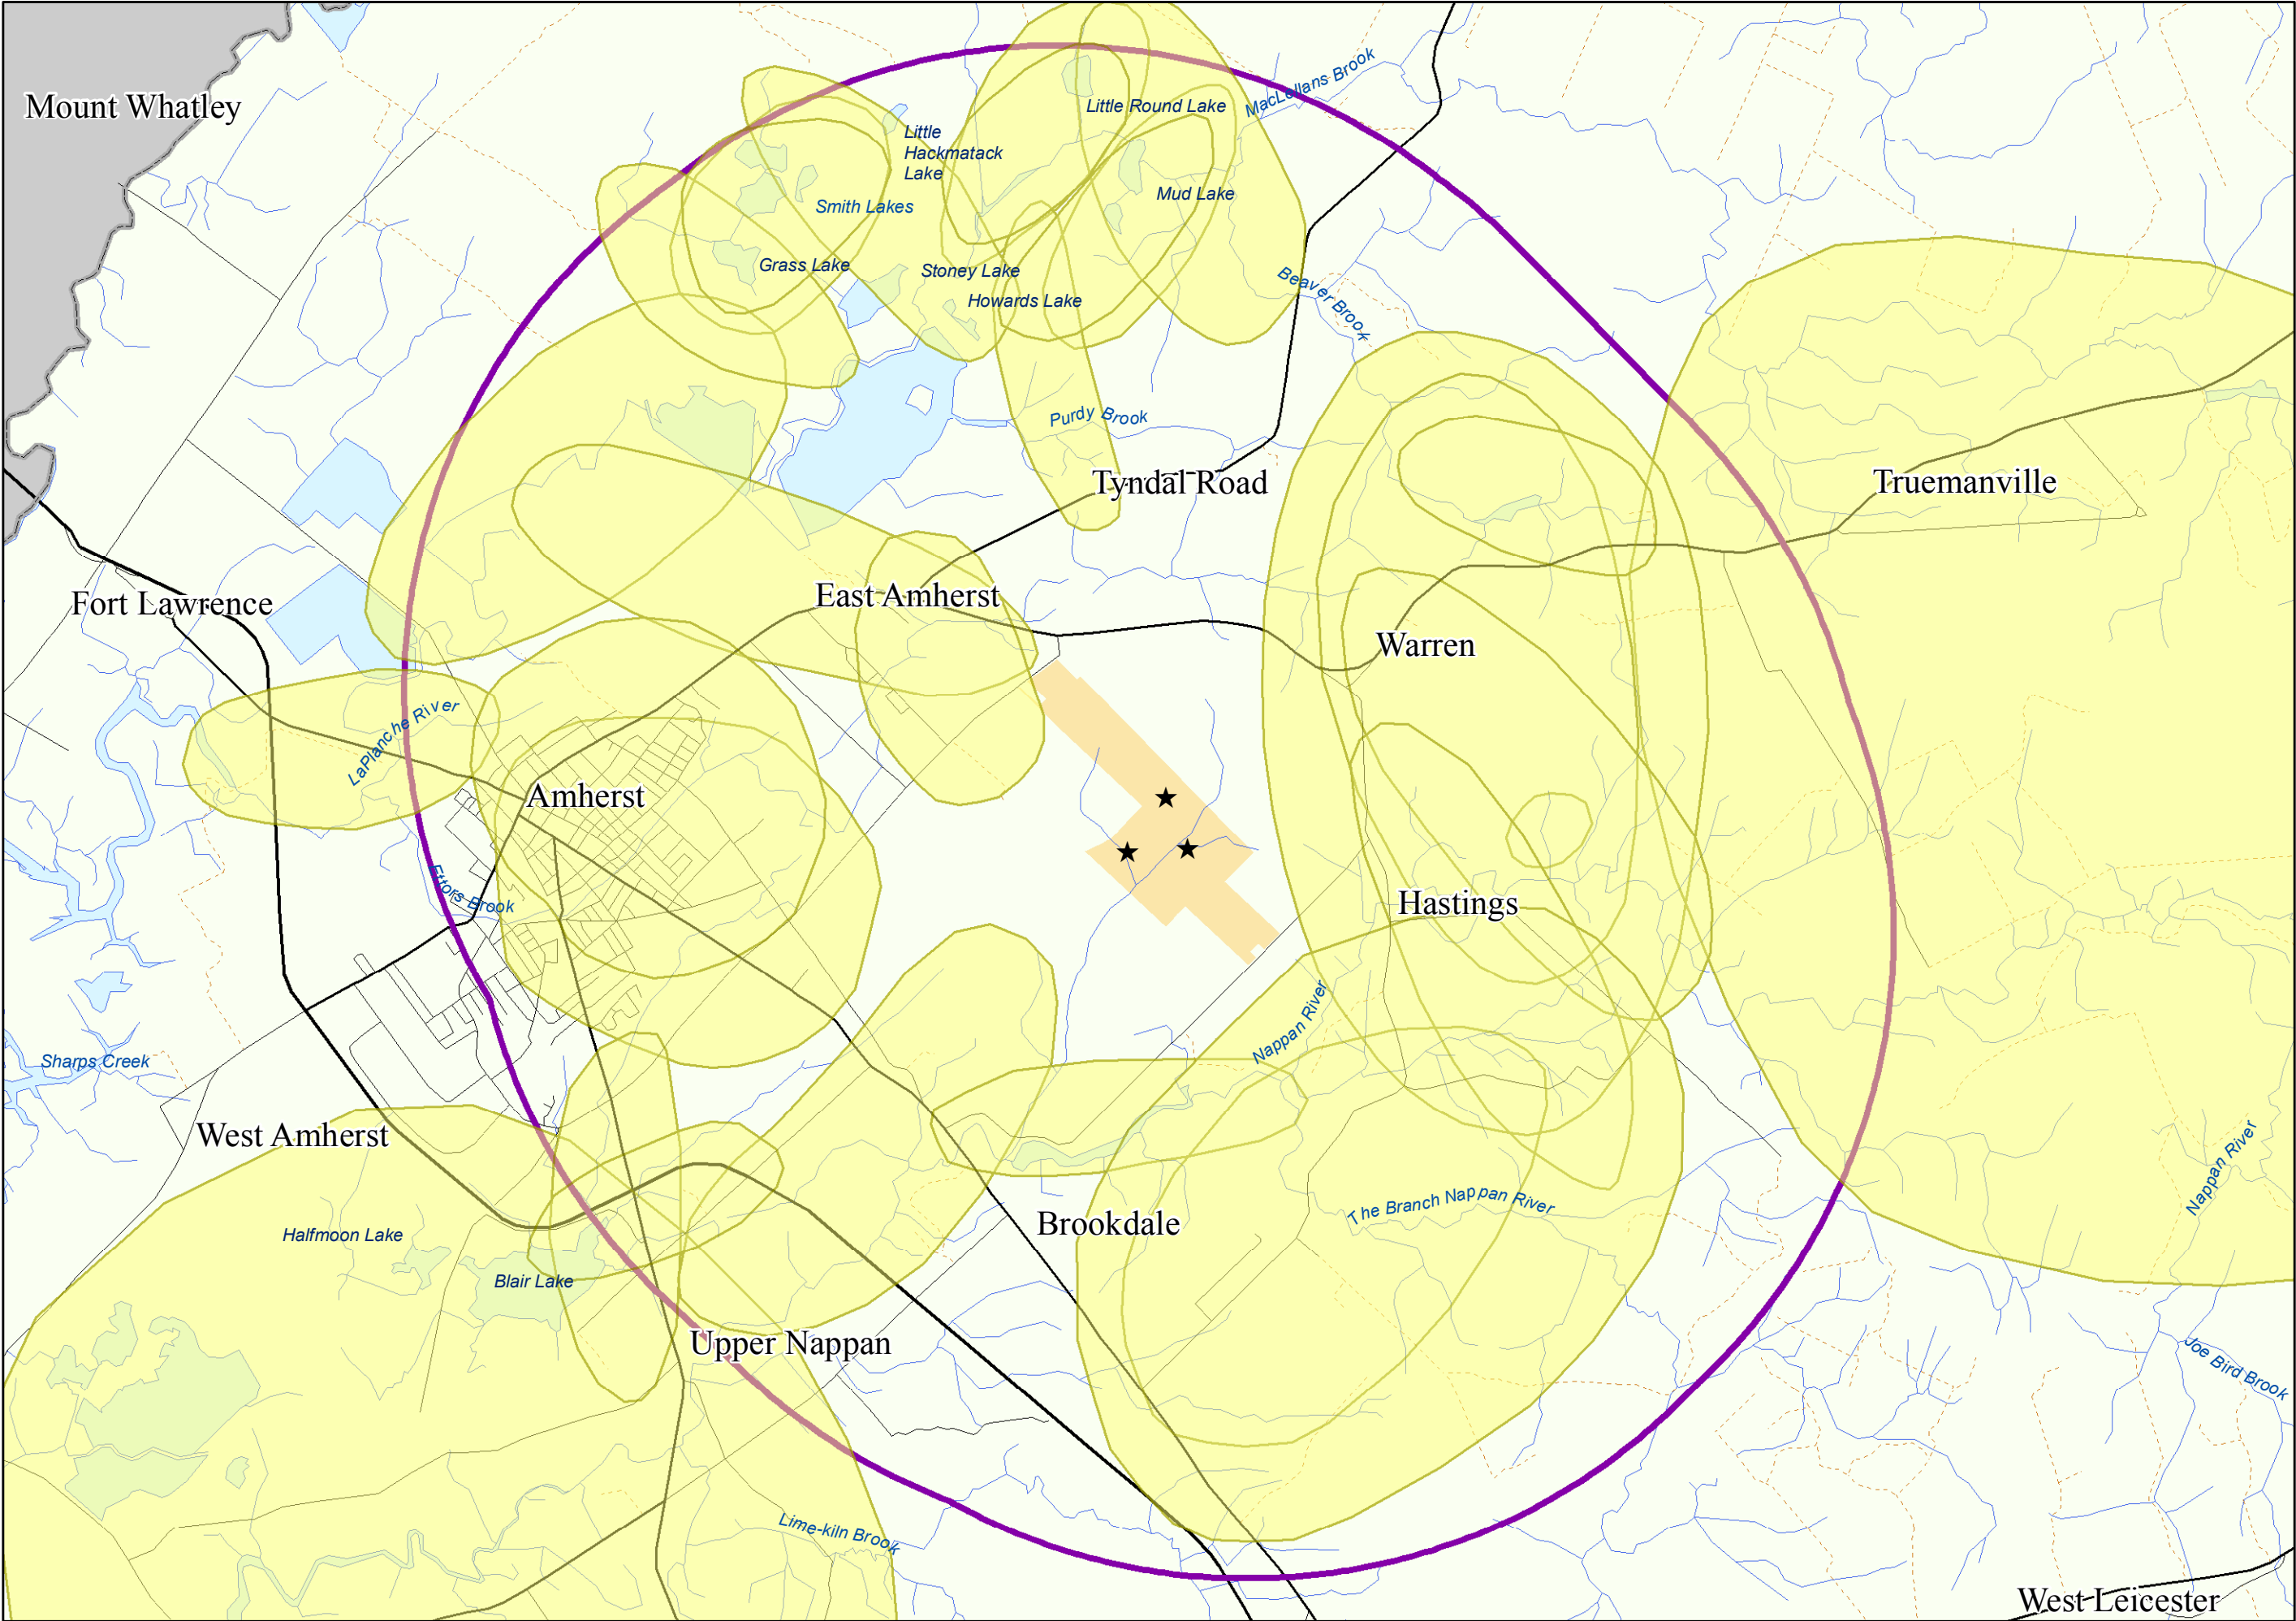 Mount Whatley
MacLellans Brook
Little Round Lake
Little
Hackmatack
Lake
Mud Lake
Smith Lakes
Grass Lake
Stoney Lake
Howards Lake
Beaver Brook
Purdy Brook
Tyndal Road
Truemanville
Fort Lawrence
East Amherst
Warren
LaPlanche River
Amherst
Ettors Brook
Hastings
Nappan River
Sharps Creek
West Amherst
Nappan River
The Branch Nappan River
Brookdale
Halfmoon Lake
Blair Lake
Upper Nappan
Joe Bird Brook
Lime-kiln Brook
West Leicester